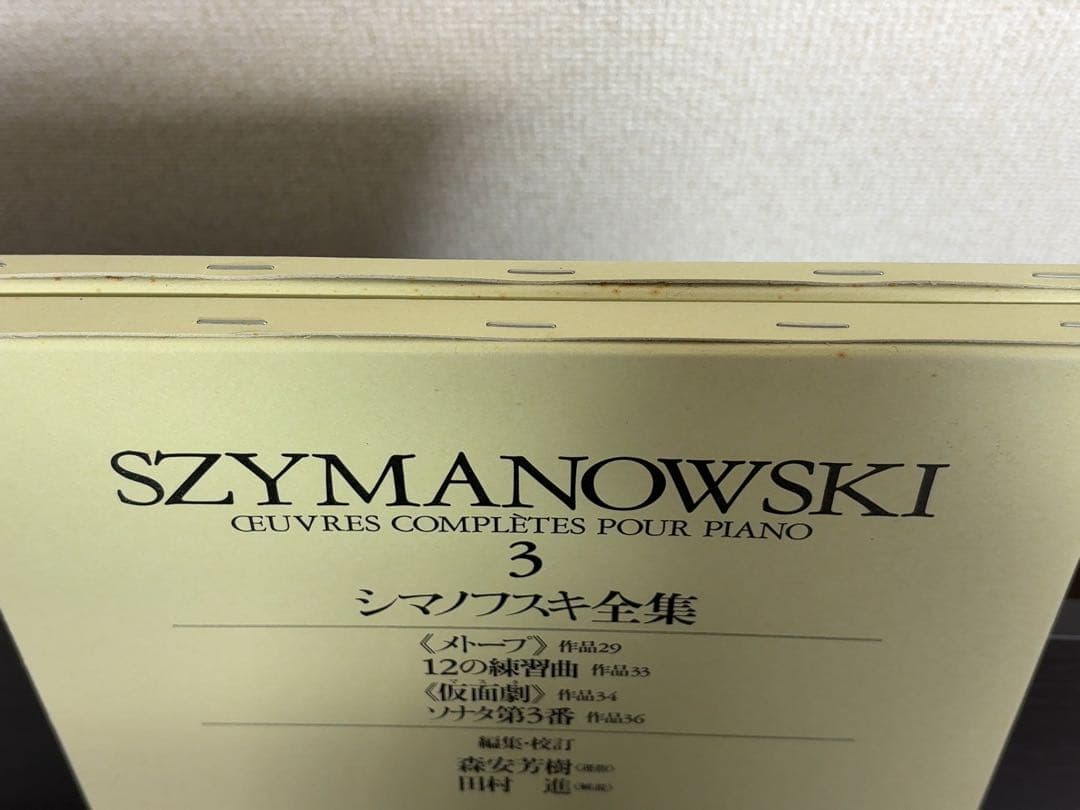 SZYMANOWSKI
ŒUVRES COMPLÈTES POUR PIANO
3
シマノフスキ全集
《メトープ》 作品29
12の練習曲 作品33
《仮面劇》 作品34
ソナタ第3番 作品36
編集・校訂
森安芳樹
田村 進